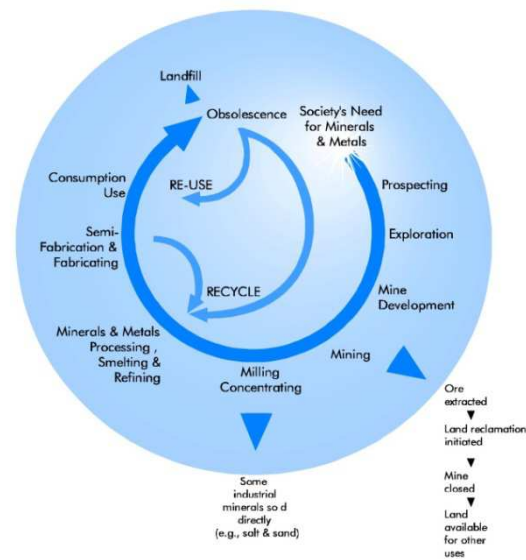 Landfill
Obsolescence
Society's Need
for Minerals
& Metals
Prospecting
Exploration
Mine
Development
Mining
Milling
Concentrating
Minerals & Metals
Processing ,
Smelting &
Refining
Semi-
Fabrication &
Fabricating
Consumption
Use
RE-USE
RECYCLE
Some
industrial
minerals so d
directly
(e.g., salt & sand)
Ore
extracted
Land reclamation
initiated
Mine
closed
Land
available
for other
uses